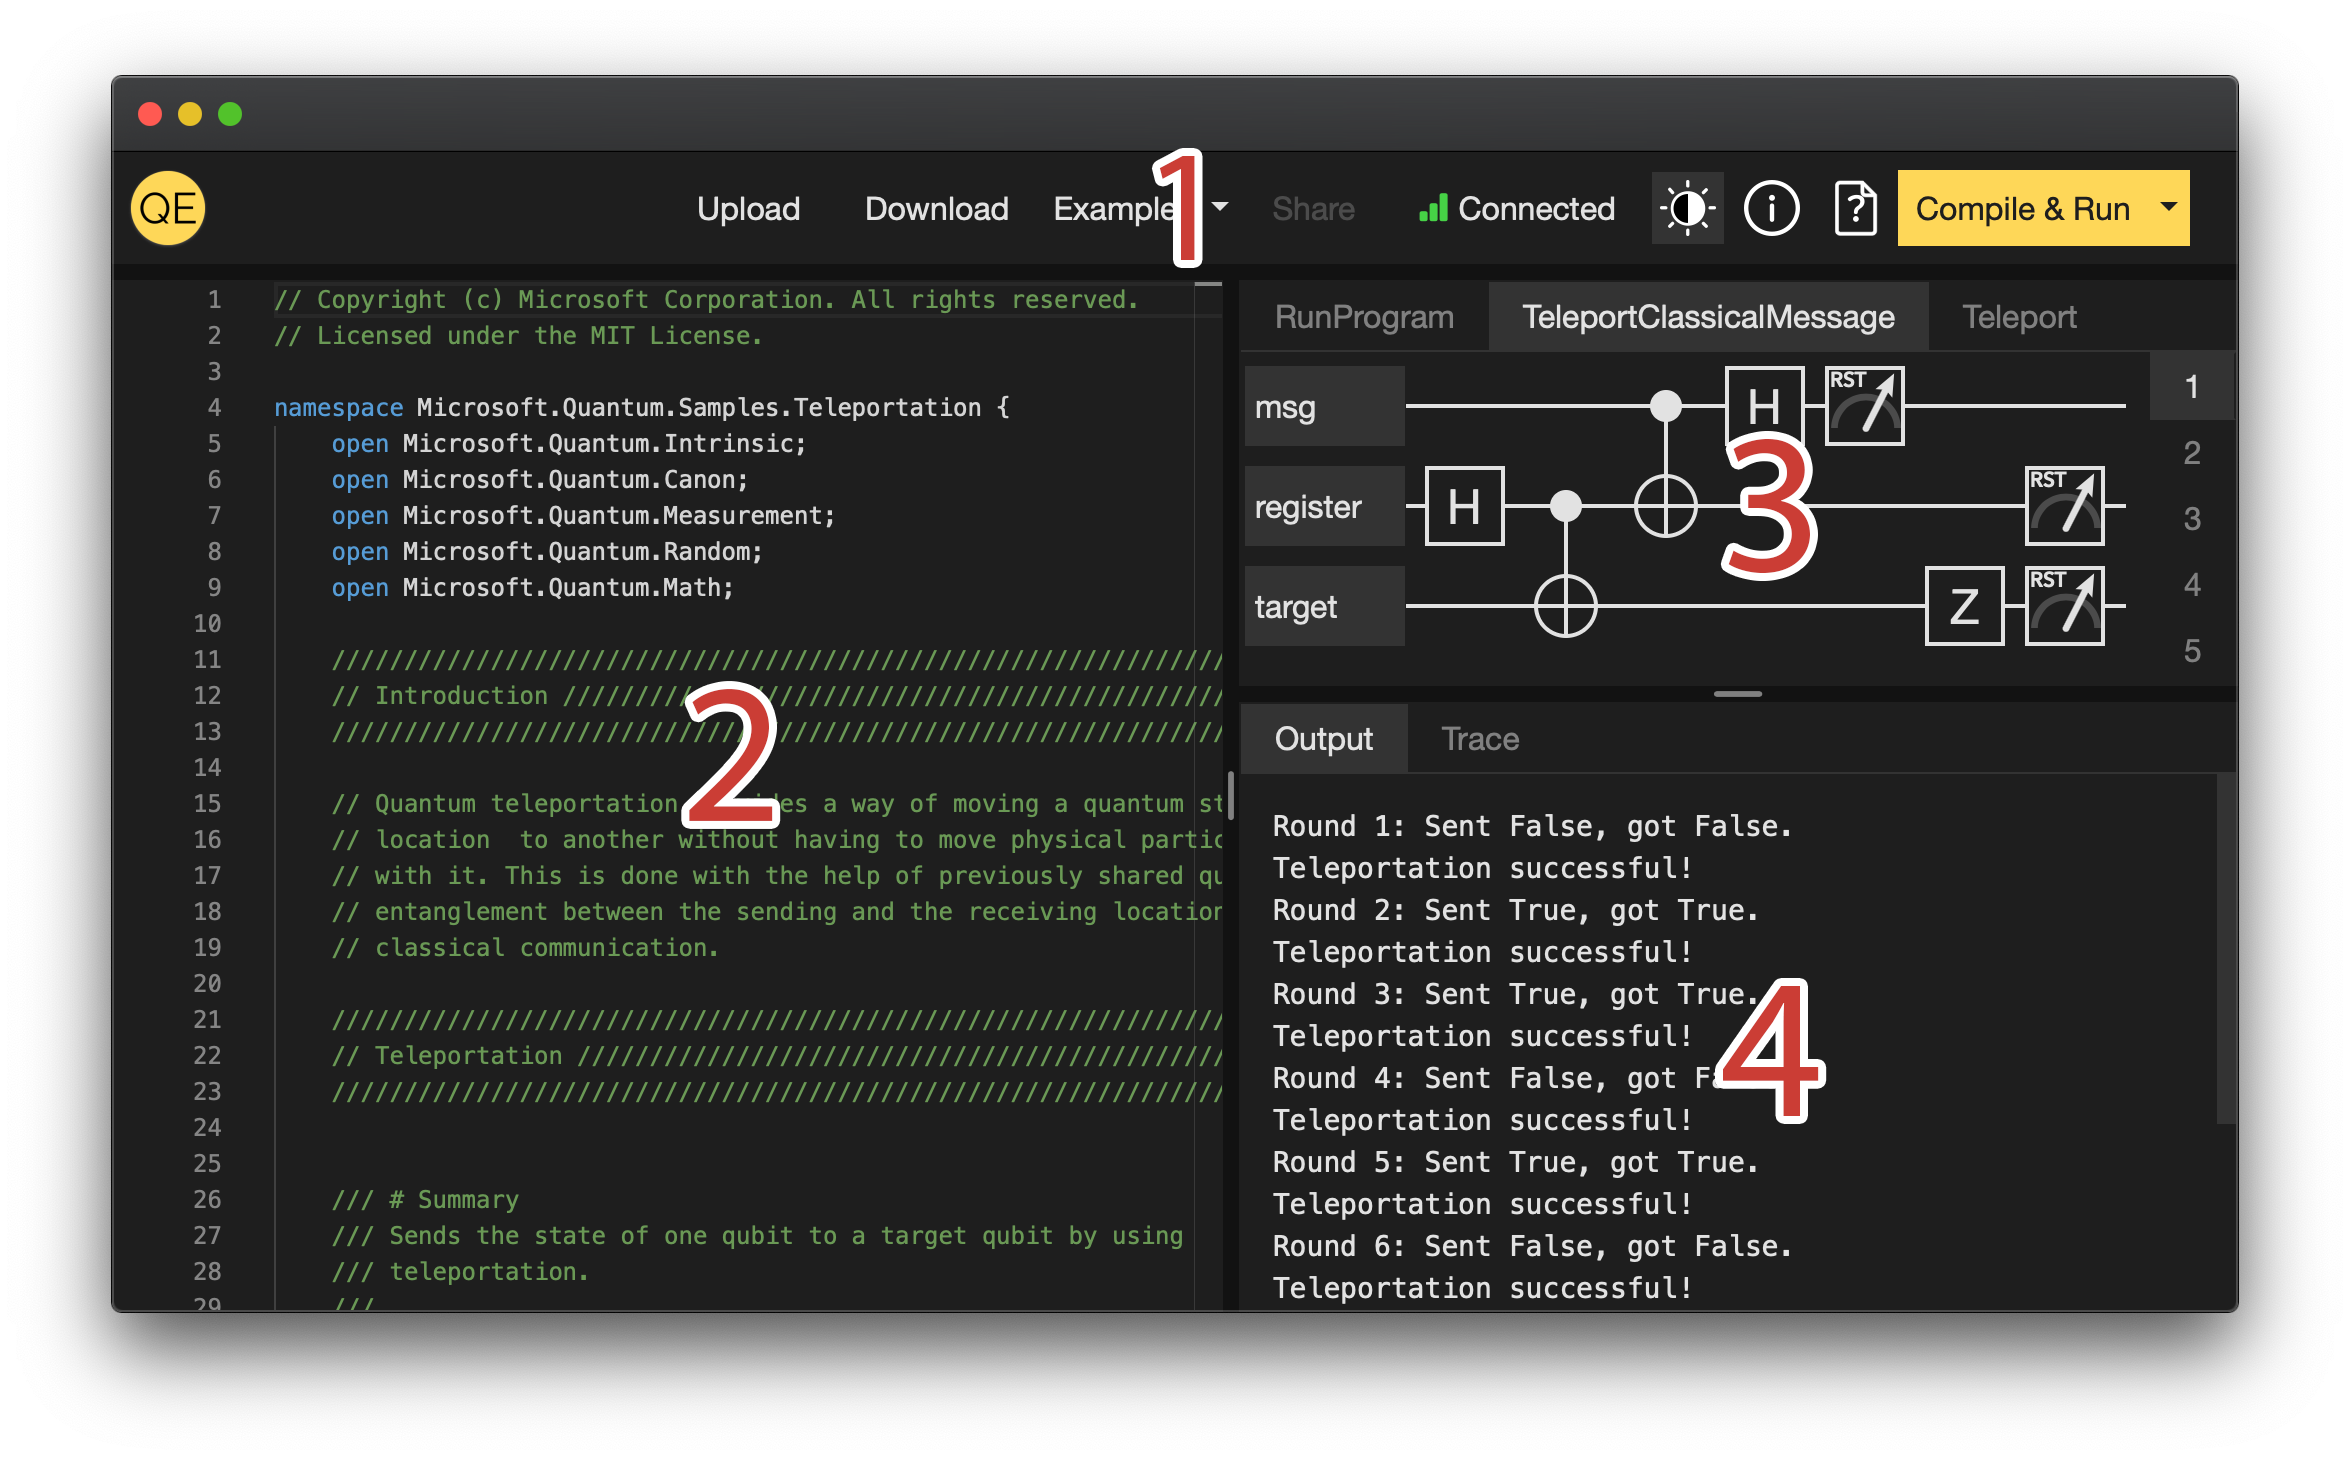 QE Upload Download Example Share Connected Compile & Run
1
1 // Copyright (c) Microsoft Corporation. All rights reserved.
2 // Licensed under the MIT License.
3
4 namespace Microsoft.Quantum.Samples.Teleportation {
5 open Microsoft.Quantum.Intrinsic;
6 open Microsoft.Quantum.Canon;
7 open Microsoft.Quantum.Measurement;
8 open Microsoft.Quantum.Random;
9 open Microsoft.Quantum.Math;
10
11 //////////////////////////////////////////////////////////////
12 // Introduction //////////////////////////////////////////////
13 //////////////////////////////////////////////////////////////
14
15 // Quantum teleportation a way of moving a quantum st
16 // location  to another without having to move physical partic
17 // with it. This is done with the help of previously shared qu
18 // entanglement between the sending and the receiving location
19 // classical communication.
20
21 //////////////////////////////////////////////////////////////
22 // Teleportation /////////////////////////////////////////////
23 //////////////////////////////////////////////////////////////
24
25
26 /// # Summary
27 /// Sends the state of one qubit to a target qubit by using
28 /// teleportation.
29 ///
2
RunProgram TeleportClassicalMessage Teleport
msg H RST
register H RST
target Z RST
1
2
3
4
5
3
Output Trace
Round 1: Sent False, got False.
Teleportation successful!
Round 2: Sent True, got True.
Teleportation successful!
Round 3: Sent True, got True.
Teleportation successful!
Round 4: Sent False, got
Teleportation successful!
Round 5: Sent True, got True.
Teleportation successful!
Round 6: Sent False, got False.
Teleportation successful!
4